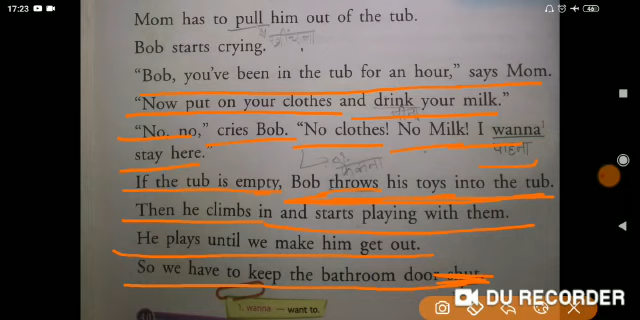 17:23
46
Mom has to pull him out of the tub.
Bob starts crying.
"Bob, you've been in the tub for an hour," says Mom.
"Now put on your clothes and drink your milk."
"No, no," cries Bob. "No clothes! No Milk! I wanna
चाहना
stay here."
फेंकना
If the tub is empty, Bob throws his toys into the tub.
Then he climbs in and starts playing with them.
He plays until we make him get out.
So we have to keep the bathroom door shut.
1. wanna — want to.
DU RECORDER